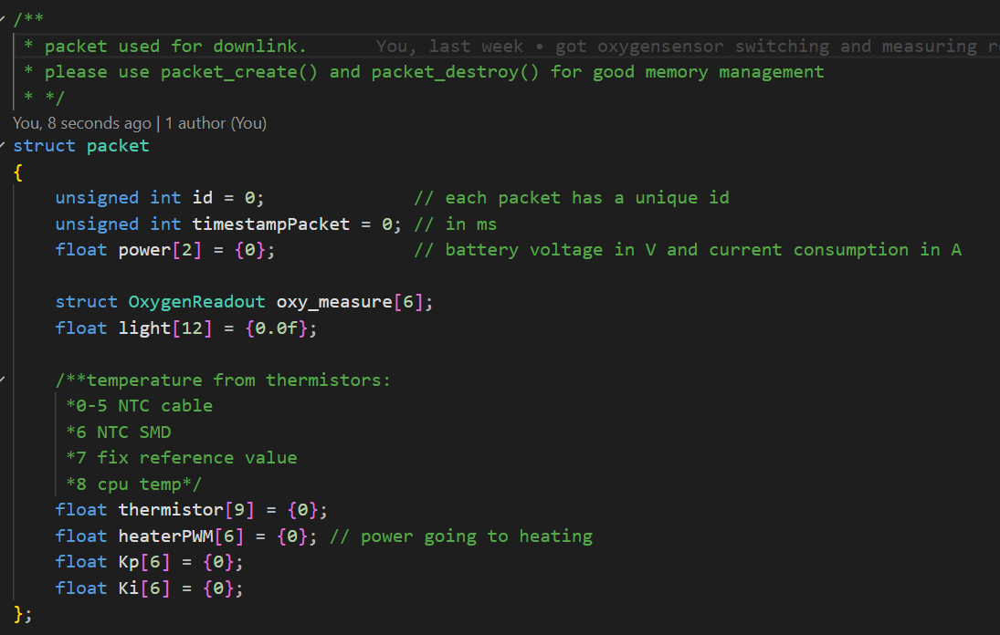 /**
* packet used for downlink. You, last week • got oxygensensor switching and measuring
* please use packet_create() and packet_destroy() for good memory management
* */
You, 8 seconds ago | 1 author (You)
struct packet
{
unsigned int id = 0; // each packet has a unique id
unsigned int timestampPacket = 0; // in ms
float power[2] = {0}; // battery voltage in V and current consumption in A
struct OxygenReadout oxy_measure[6];
float light[12] = {0.0f};
/**temperature from thermistors:
*0-5 NTC cable
*6 NTC SMD
*7 fix reference value
*8 cpu temp*/
float thermistor[9] = {0};
float heaterPWM[6] = {0}; // power going to heating
float Kp[6] = {0};
float Ki[6] = {0};
};